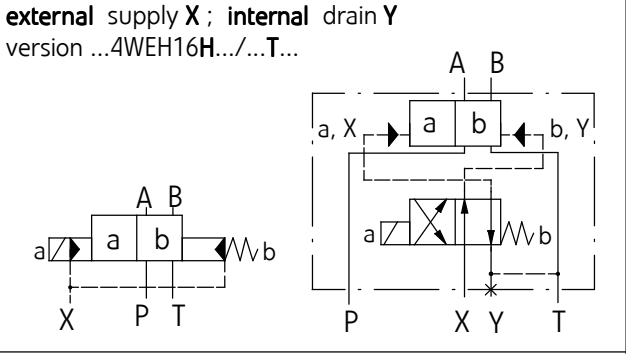 external supply X ; internal drain Y
version ...4WEH16H.../...T...
A B
a, X a b b, Y
A B
a b
a b
a b
X P T
P X Y T